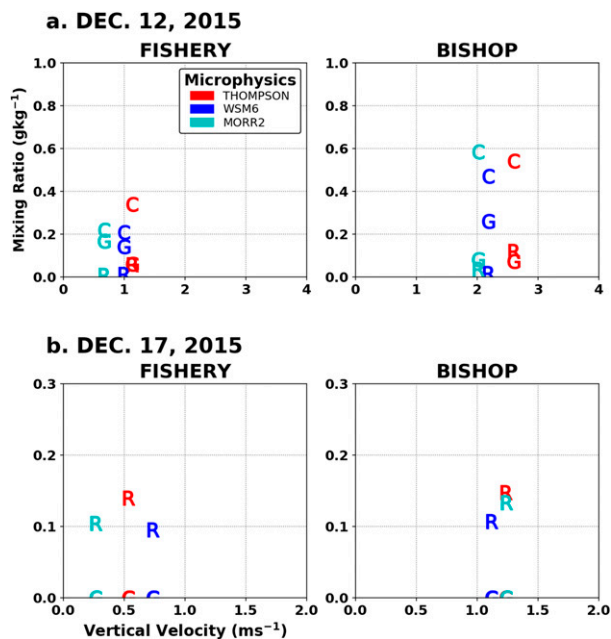 a. DEC. 12, 2015
FISHERY
BISHOP
Mixing Ratio (gkg⁻¹)
1.0
0.8
0.6
0.4
0.2
0.0
Microphysics
THOMPSON
WSM6
MORR2
C
C
G
C
G
R
G
R
R
0 1 2 3 4
1.0
0.8
0.6
0.4
0.2
0.0
C
C
C
G
R
G
G
R
R
0 1 2 3 4
b. DEC. 17, 2015
FISHERY
BISHOP
0.3
0.2
0.1
0.0
R
R
R
C C C
0.0 0.5 1.0 1.5 2.0
0.3
0.2
0.1
0.0
R
R
R
C C
0.0 0.5 1.0 1.5 2.0
Vertical Velocity (ms⁻¹)